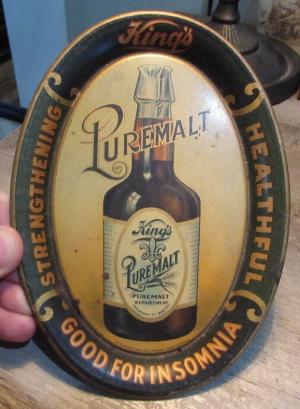 King's
STRENGTHENING
HEALTHFUL
PUREMALT
King's
PUREMALT
PUREMALT
DEPARTMENT
GOOD FOR INSOMNIA